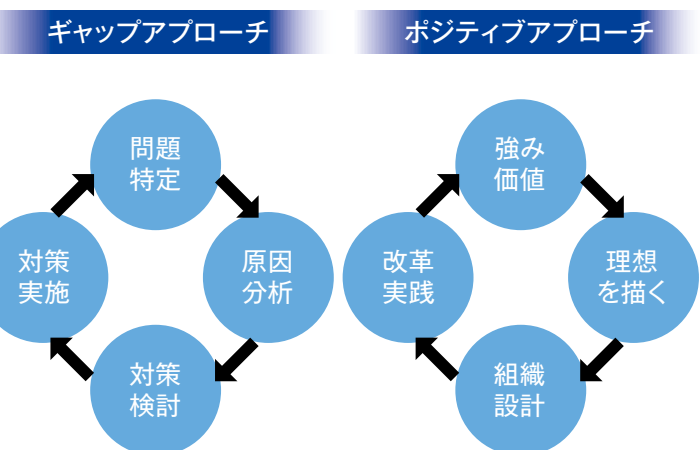 ギャップアプローチ
問題
特定
原因
分析
対策
検討
対策
実施
ポジティブアプローチ
強み
価値
理想
を描く
組織
設計
改革
実践